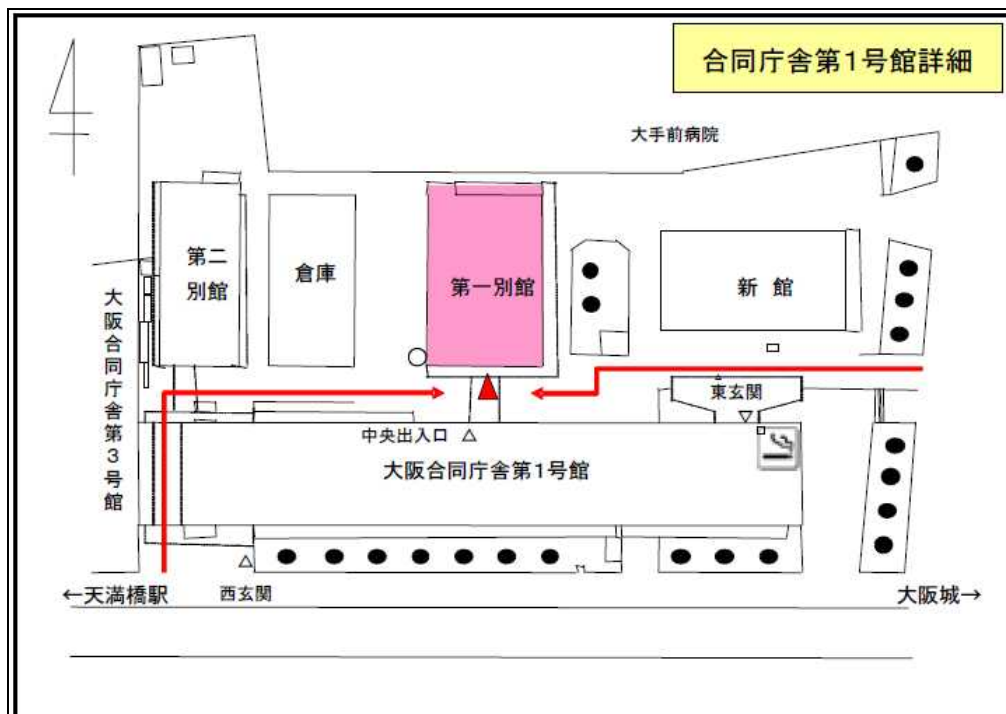 合同庁舎第1号館詳細
大手前病院
第二
別館
倉庫
第一別館
新 館
大阪合同庁舎第3号館
東玄関
中央出入口
大阪合同庁舎第1号館
←天満橋駅
西玄関
大阪城→